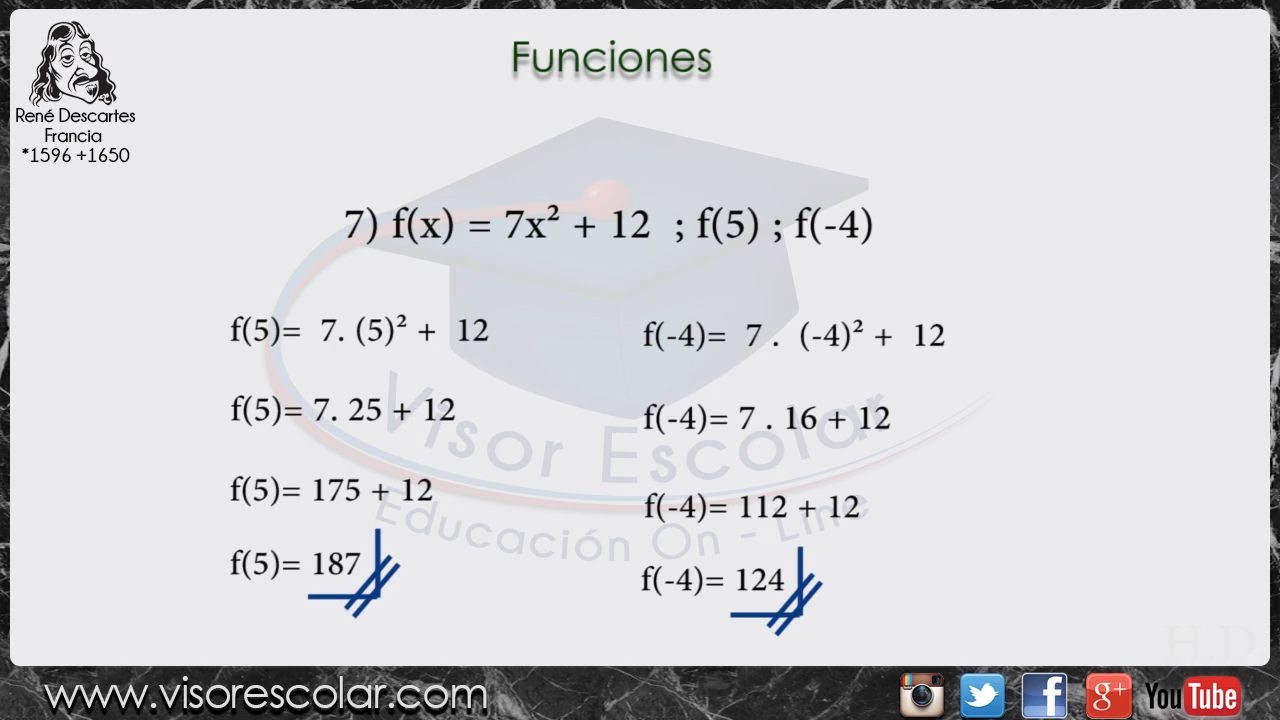 Funciones
René Descartes
Francia
*1596 +1650
7) f(x) = 7x² + 12 ; f(5) ; f(-4)
f(5)= 7. (5)² + 12
f(5)= 7. 25 + 12
f(5)= 175 + 12
f(5)= 187
f(-4)= 7 . (-4)² + 12
f(-4)= 7 . 16 + 12
f(-4)= 112 + 12
f(-4)= 124
Visor Escolar
Educación On - Line
H.D
www.visorescolar.com
g+
You Tube